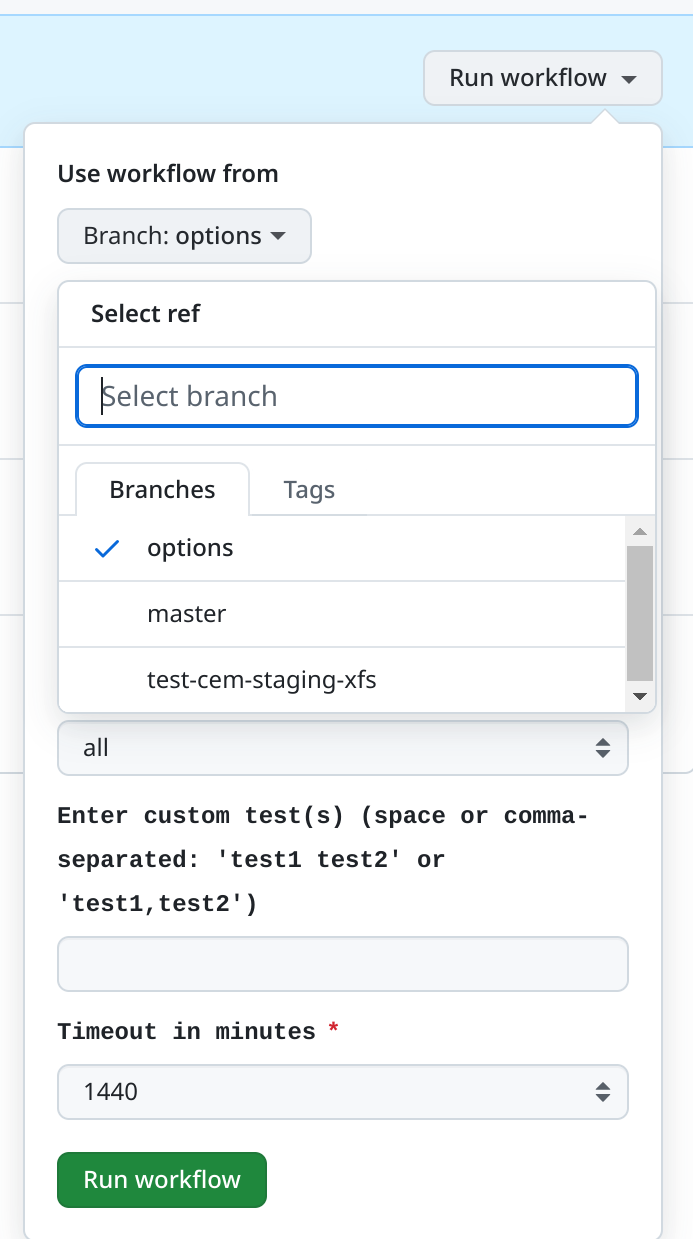 Run workflow
Use workflow from
Branch: options
Select ref
Select branch
Branches Tags
options
master
test-cem-staging-xfs
all
Enter custom test(s) (space or comma-
separated: 'test1 test2' or
'test1,test2')
Timeout in minutes *
1440
Run workflow